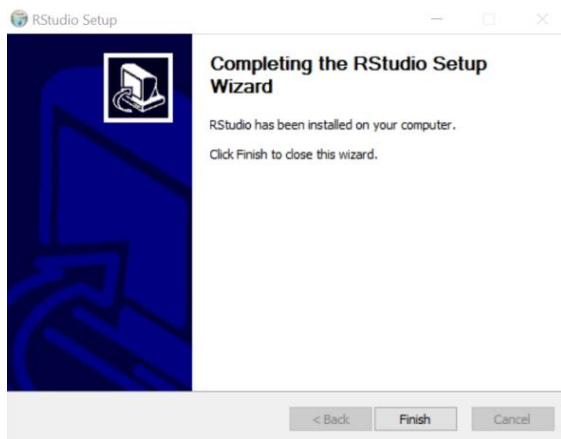 RStudio Setup
Completing the RStudio Setup
Wizard
RStudio has been installed on your computer.
Click Finish to close this wizard.
< Back
Finish
Cancel